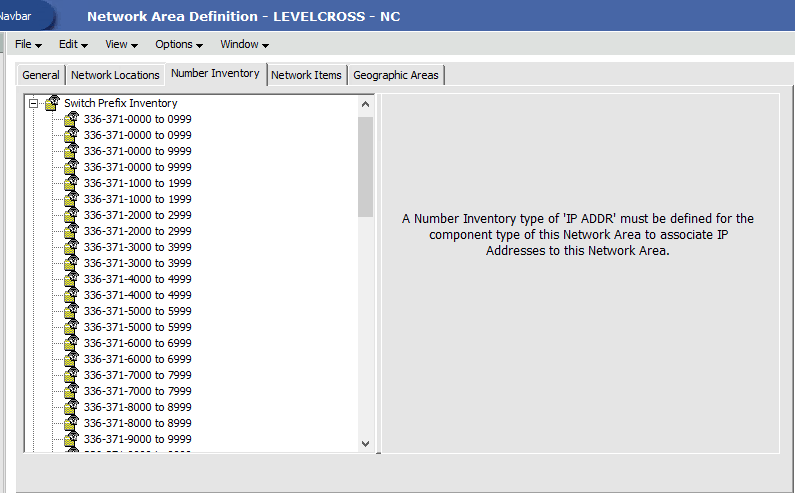 Navbar
Network Area Definition - LEVELCROSS - NC
File Edit View Options Window
General Network Locations Number Inventory Network Items Geographic Areas
Switch Prefix Inventory
336-371-0000 to 0999
336-371-0000 to 0999
336-371-0000 to 9999
336-371-0000 to 9999
336-371-1000 to 1999
336-371-1000 to 1999
336-371-2000 to 2999
336-371-2000 to 2999
336-371-3000 to 3999
336-371-3000 to 3999
336-371-4000 to 4999
336-371-4000 to 4999
336-371-5000 to 5999
336-371-5000 to 5999
336-371-6000 to 6999
336-371-6000 to 6999
336-371-7000 to 7999
336-371-7000 to 7999
336-371-8000 to 8999
336-371-8000 to 8999
336-371-9000 to 9999
A Number Inventory type of 'IP ADDR' must be defined for the
component type of this Network Area to associate IP
Addresses to this Network Area.